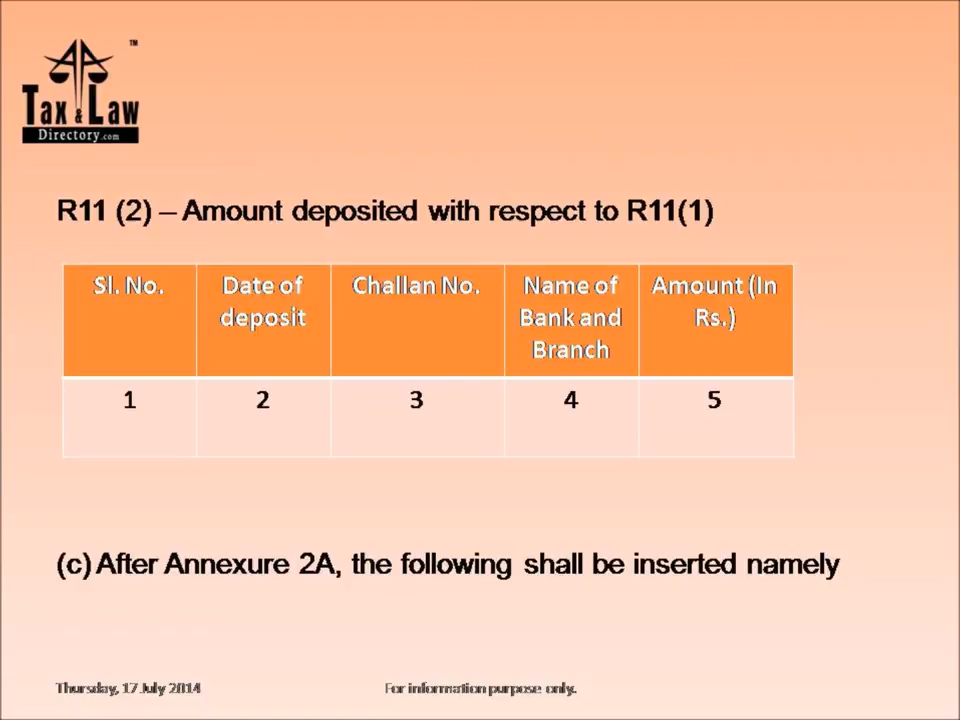 TM
Tax & Law
Directory.com
R11 (2) – Amount deposited with respect to R11(1)
Sl. No. Date of deposit Challan No. Name of Bank and Branch Amount (In Rs.)
1 2 3 4 5
(c) After Annexure 2A, the following shall be inserted namely
Thursday, 17 July 2014 For information purpose only.